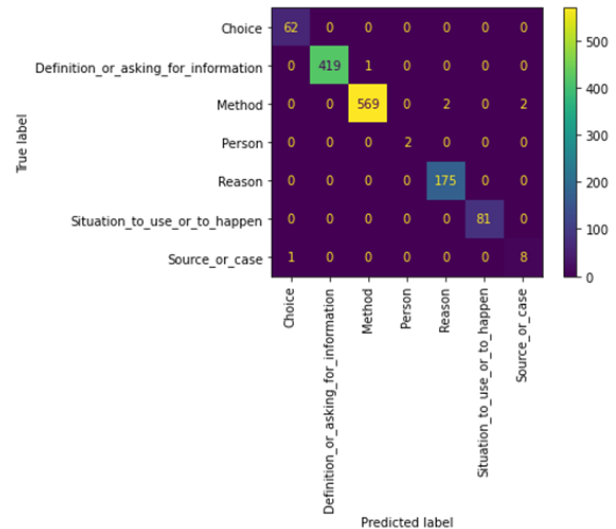 True label
Choice 62 0 0 0 0 0 0
Definition_or_asking_for_information 0 419 1 0 0 0 0
Method 0 0 569 0 2 0 2
Person 0 0 0 2 0 0 0
Reason 0 0 0 0 175 0 0
Situation_to_use_or_to_happen 0 0 0 0 0 81 0
Source_or_case 1 0 0 0 0 0 8
Choice
Definition_or_asking_for_information
Method
Person
Reason
Situation_to_use_or_to_happen
Source_or_case
Predicted label
500
400
300
200
100
0